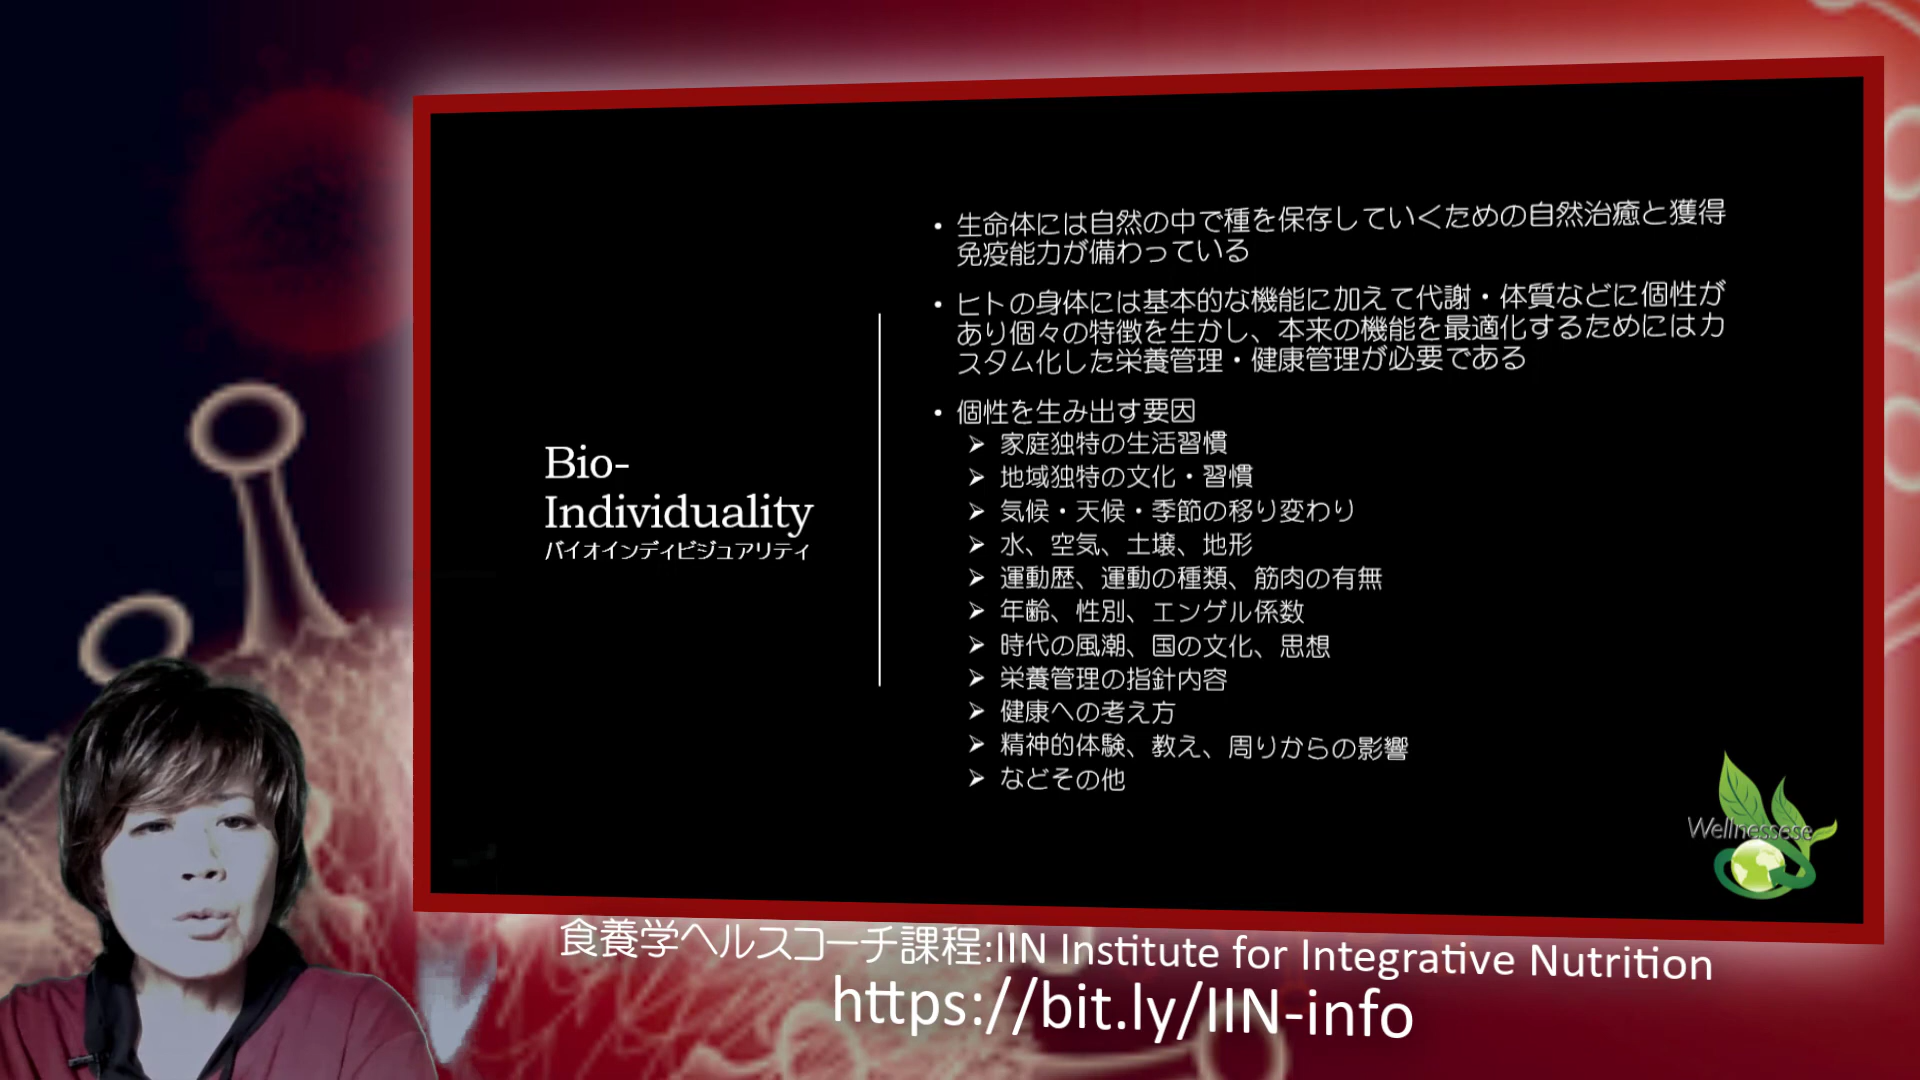 Bio-
Individuality
バイオインディビジュアリティ
• 生命体には自然の中で種を保存していくための自然治癒と獲得
免疫能力が備わっている
• ヒトの身体には基本的な機能に加えて代謝・体質などに個性が
あり個々の特徴を生かし、本来の機能を最適化するためにはカ
スタム化した栄養管理・健康管理が必要である
• 個性を生み出す要因
➢ 家庭独特の生活習慣
➢ 地域独特の文化・習慣
➢ 気候・天候・季節の移り変わり
➢ 水、空気、土壌、地形
➢ 運動歴、運動の種類、筋肉の有無
➢ 年齢、性別、エンゲル係数
➢ 時代の風潮、国の文化、思想
➢ 栄養管理の指針内容
➢ 健康への考え方
➢ 精神的体験、教え、周りからの影響
➢ などその他
Wellnessese
食養学ヘルスコーチ課程:IIN Institute for Integrative Nutrition
https://bit.ly/IIN-info